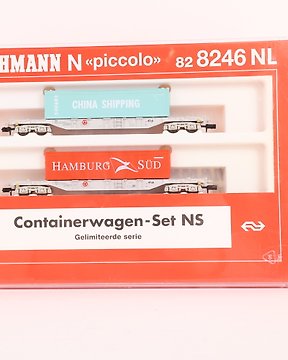 HMANN N «piccolo» 82 8246 NL
CHINA SHIPPING
HAMBURG SÜD
Containerwagen-Set NS
Gelimiteerde serie